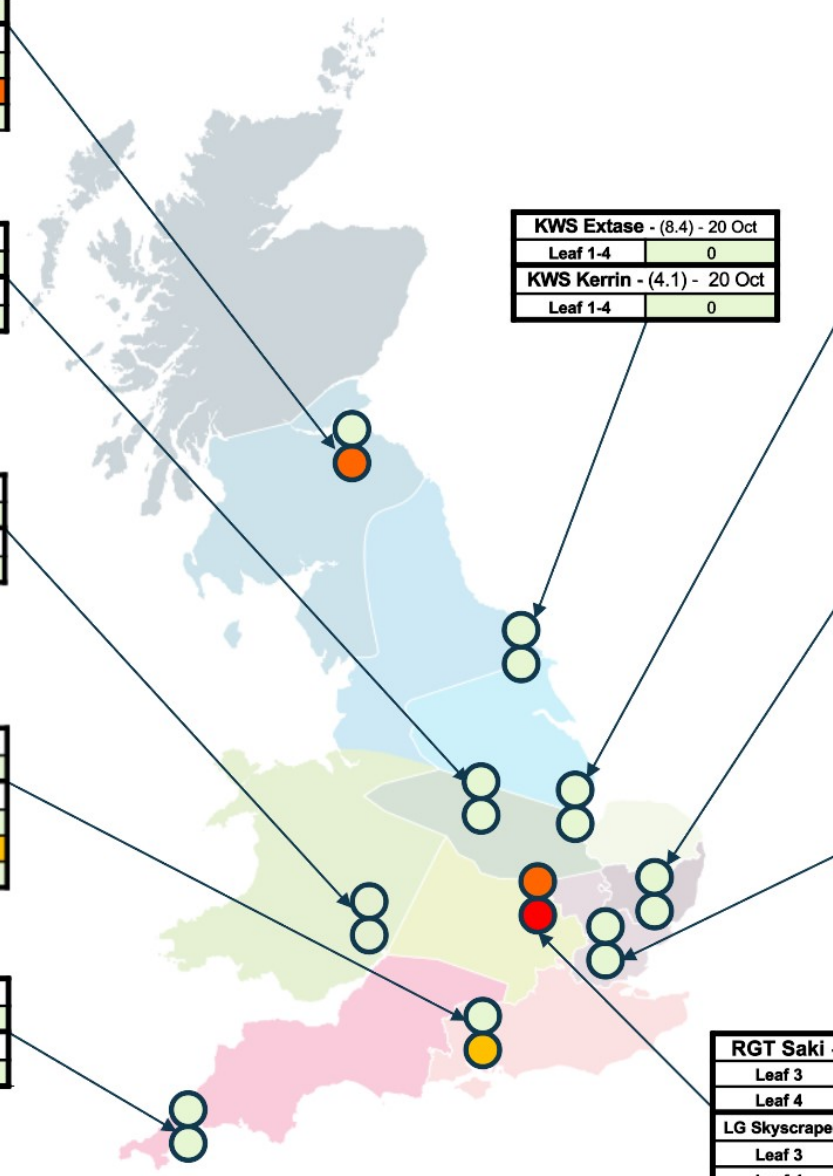 KWS Extase - (8.4) - 20 Oct
Leaf 1-4 0
KWS Kerrin - (4.1) - 20 Oct
Leaf 1-4 0
RGT Saki -
Leaf 3
Leaf 4
LG Skyscrape
Leaf 3